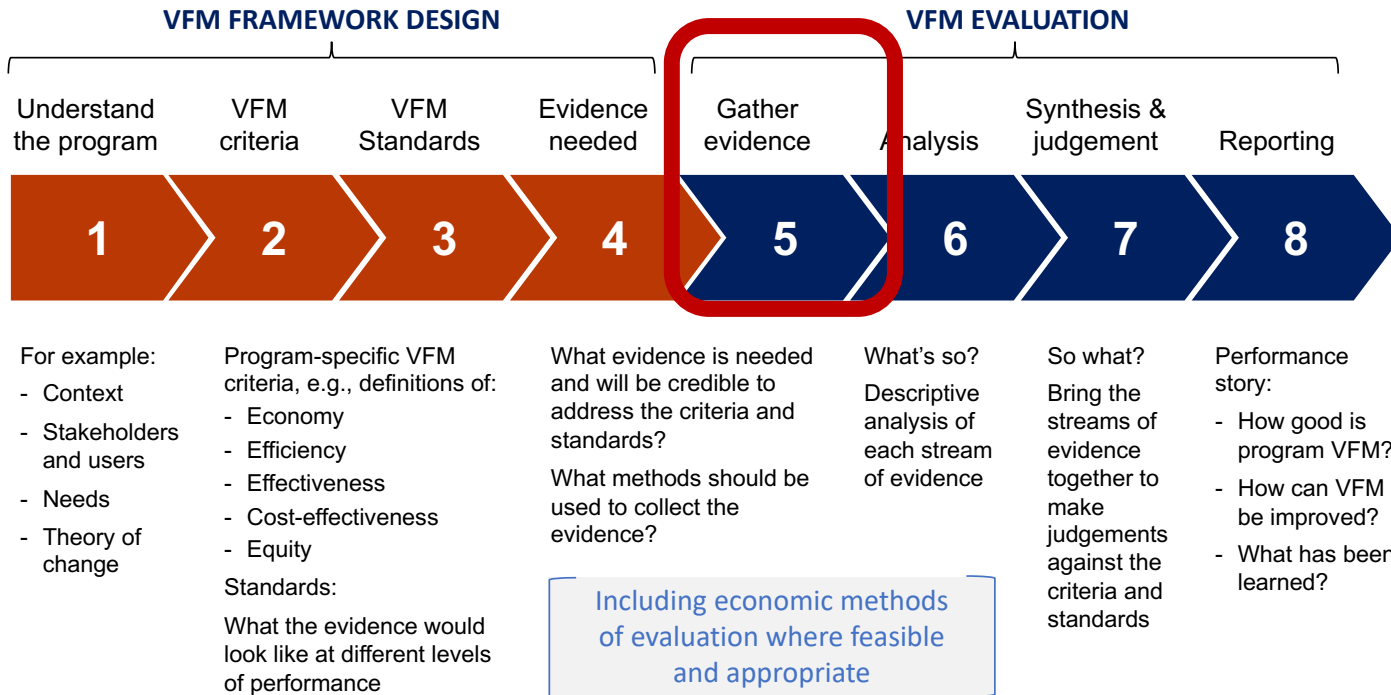 VFM FRAMEWORK DESIGN
VFM EVALUATION
Understand
the program
VFM
criteria
VFM
Standards
Evidence
needed
Gather
evidence
Analysis
Synthesis &
judgement
Reporting
1
2
3
4
5
6
7
8
For example:
- Context
- Stakeholders
and users
- Needs
- Theory of
change
Program-specific VFM
criteria, e.g., definitions of:
- Economy
- Efficiency
- Effectiveness
- Cost-effectiveness
- Equity
Standards:
What the evidence would
look like at different levels
of performance
What evidence is needed
and will be credible to
address the criteria and
standards?
What methods should be
used to collect the
evidence?
Including economic methods
of evaluation where feasible
and appropriate
What's so?
Descriptive
analysis of
each stream
of evidence
So what?
Bring the
streams of
evidence
together to
make
judgements
against the
criteria and
standards
Performance
story:
- How good is
program VFM?
- How can VFM
be improved?
- What has been
learned?